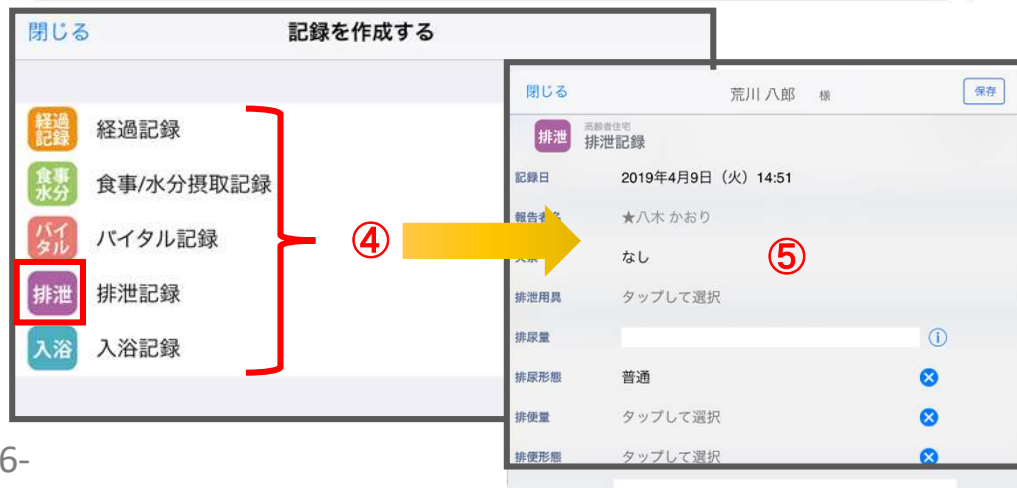 閉じる
記録を作成する
経過
記録
経過記録
食事
水分
食事/水分摂取記録
バイ
タル
バイタル記録
排泄
排泄記録
入浴
入浴記録
④
閉じる
荒川 八郎 様
保存
排泄
高齢者住宅
排泄記録
記録日
2019年4月9日（火）14:51
★八木 かおり
なし
⑤
排泄用具
タップして選択
排尿量
排尿形態
普通
排便量
タップして選択
排便形態
タップして選択
6-